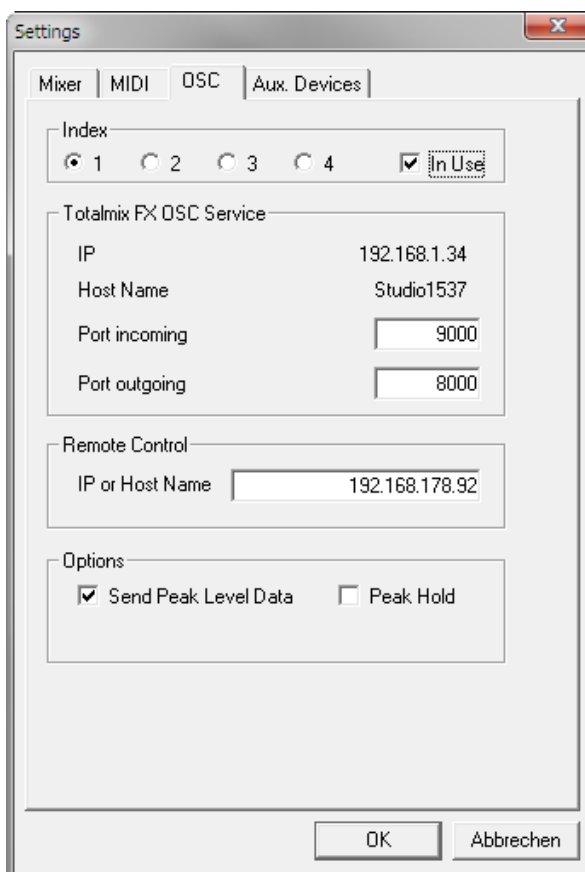 Settings
Mixer MIDI OSC Aux. Devices
Index
1 2 3 4 In Use
Totalmix FX OSC Service
IP 192.168.1.34
Host Name Studio1537
Port incoming 9000
Port outgoing 8000
Remote Control
IP or Host Name 192.168.178.92
Options
Send Peak Level Data Peak Hold
OK Abbrechen